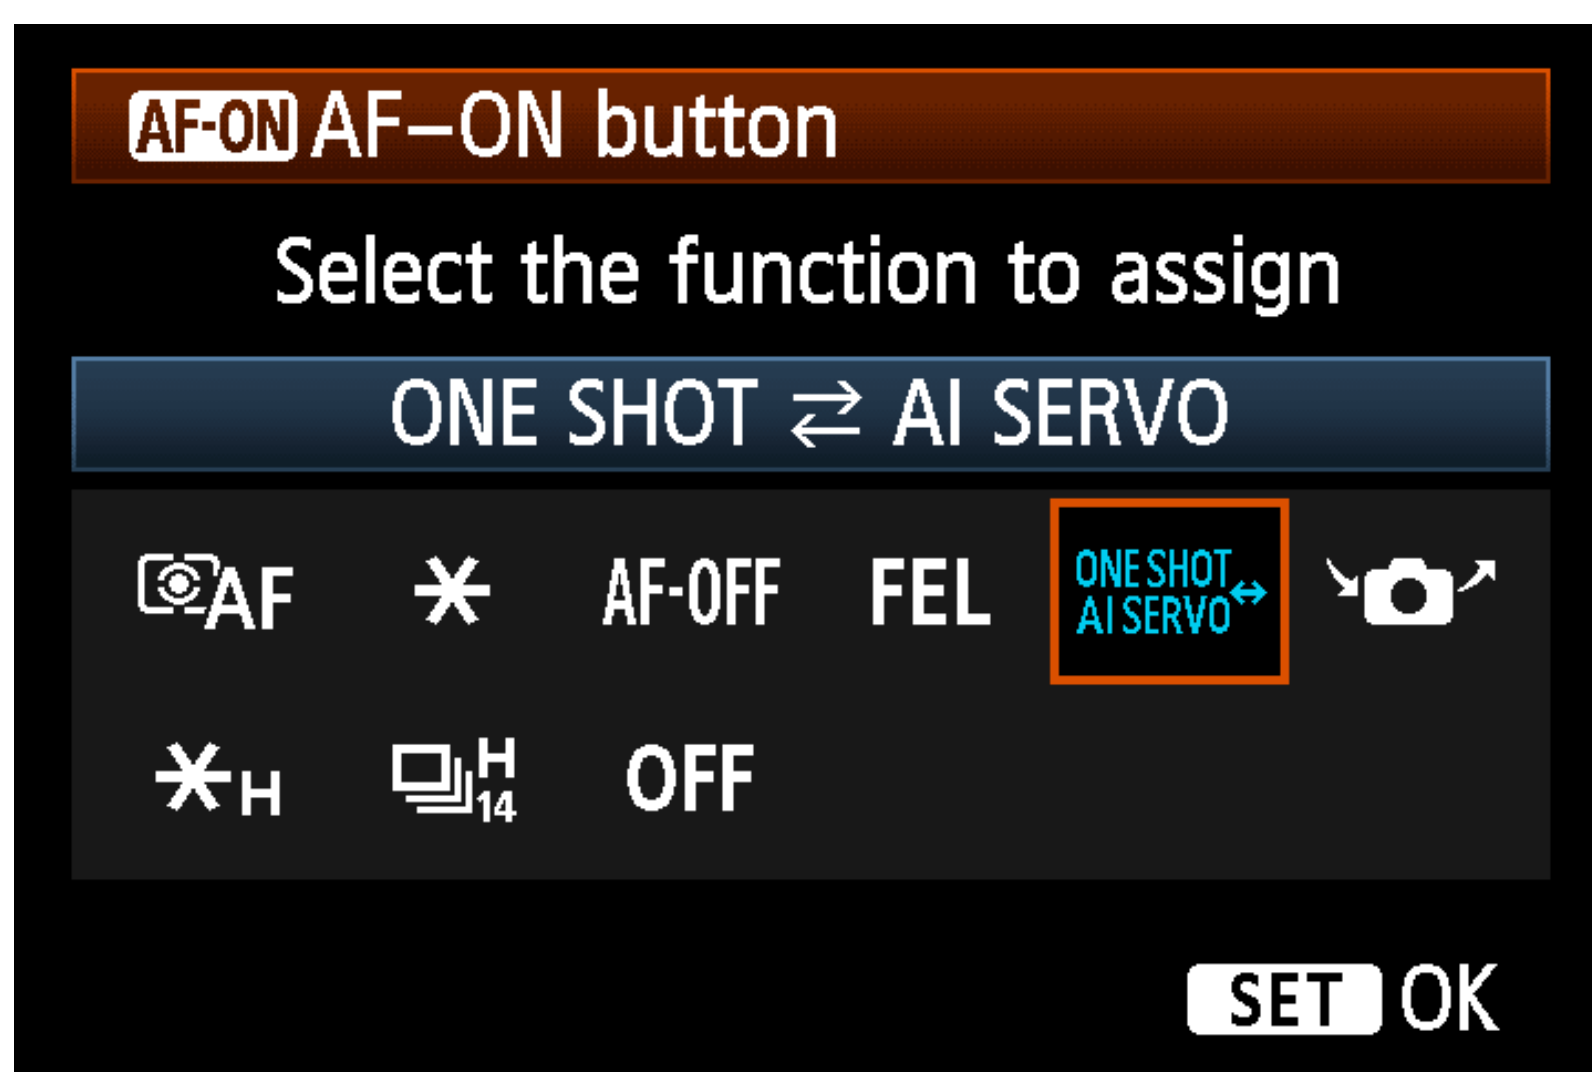 AF-ON AF–ON button
Select the function to assign
ONE SHOT ⇄ AI SERVO
AF * AF-OFF FEL ONE SHOT ↔ AI SERVO
*H H 14 OFF
SET OK